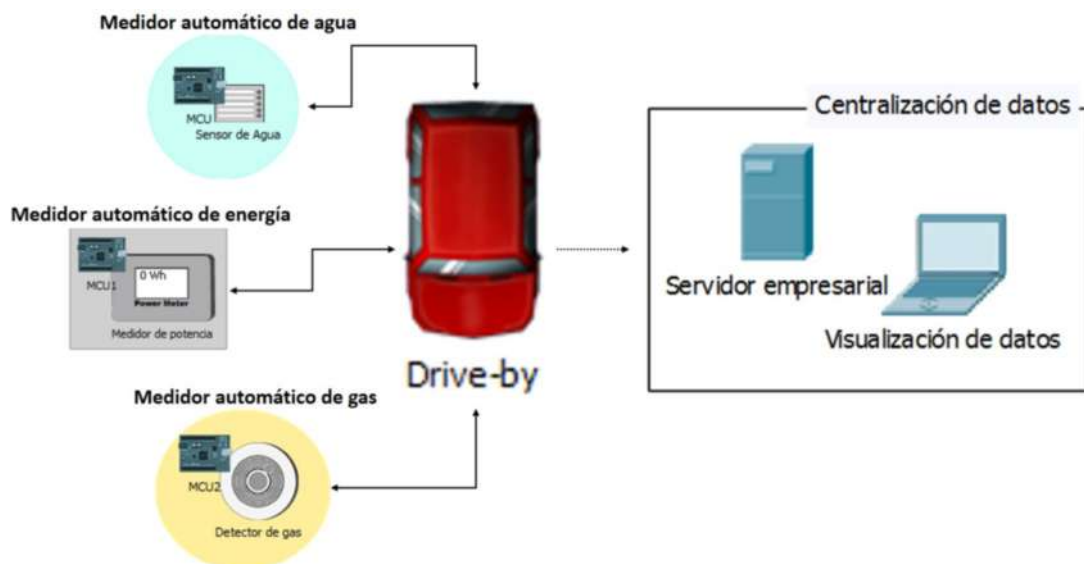 Medidor automático de agua
MCU
Sensor de Agua
Medidor automático de energía
MCU1
0 Wh
Power Meter
Medidor de potencia
Medidor automático de gas
MCU2
Detector de gas
Drive-by
Centralización de datos
Servidor empresarial
Visualización de datos